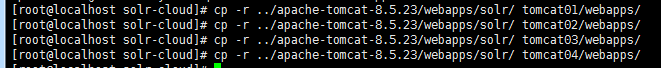 [root@localhost solr-cloud]# cp -r ../apache-tomcat-8.5.23/webapps/solr/ tomcat01/webapps/
[root@localhost solr-cloud]# cp -r ../apache-tomcat-8.5.23/webapps/solr/ tomcat02/webapps/
[root@localhost solr-cloud]# cp -r ../apache-tomcat-8.5.23/webapps/solr/ tomcat03/webapps/
[root@localhost solr-cloud]# cp -r ../apache-tomcat-8.5.23/webapps/solr/ tomcat04/webapps/
[root@localhost solr-cloud]#